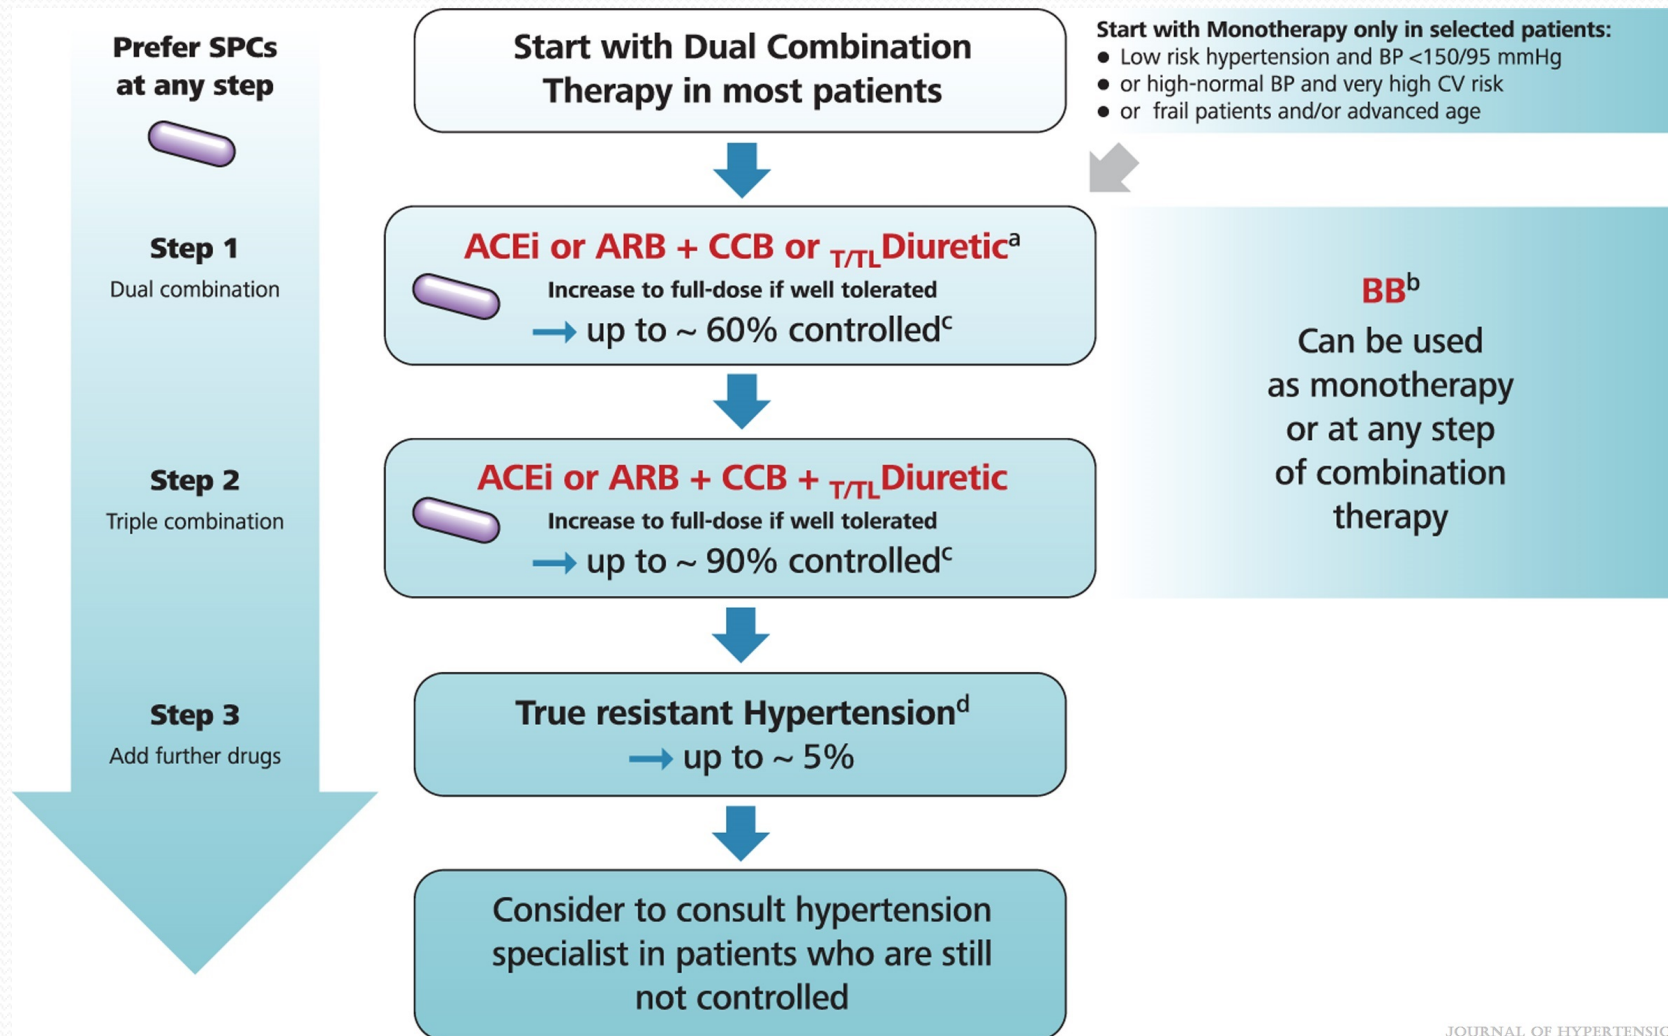 Prefer SPCs
at any step
Start with Dual Combination
Therapy in most patients
Start with Monotherapy only in selected patients:
● Low risk hypertension and BP <150/95 mmHg
● or high-normal BP and very high CV risk
● or frail patients and/or advanced age
Step 1
Dual combination
ACEi or ARB + CCB or T/TLDiureticᵃ
Increase to full-dose if well tolerated
→ up to ~ 60% controlledᶜ
BBᵇ
Can be used
as monotherapy
or at any step
of combination
therapy
Step 2
Triple combination
ACEi or ARB + CCB + T/TLDiuretic
Increase to full-dose if well tolerated
→ up to ~ 90% controlledᶜ
Step 3
Add further drugs
True resistant Hypertensionᵈ
→ up to ~ 5%
Consider to consult hypertension
specialist in patients who are still
not controlled
JOURNAL OF